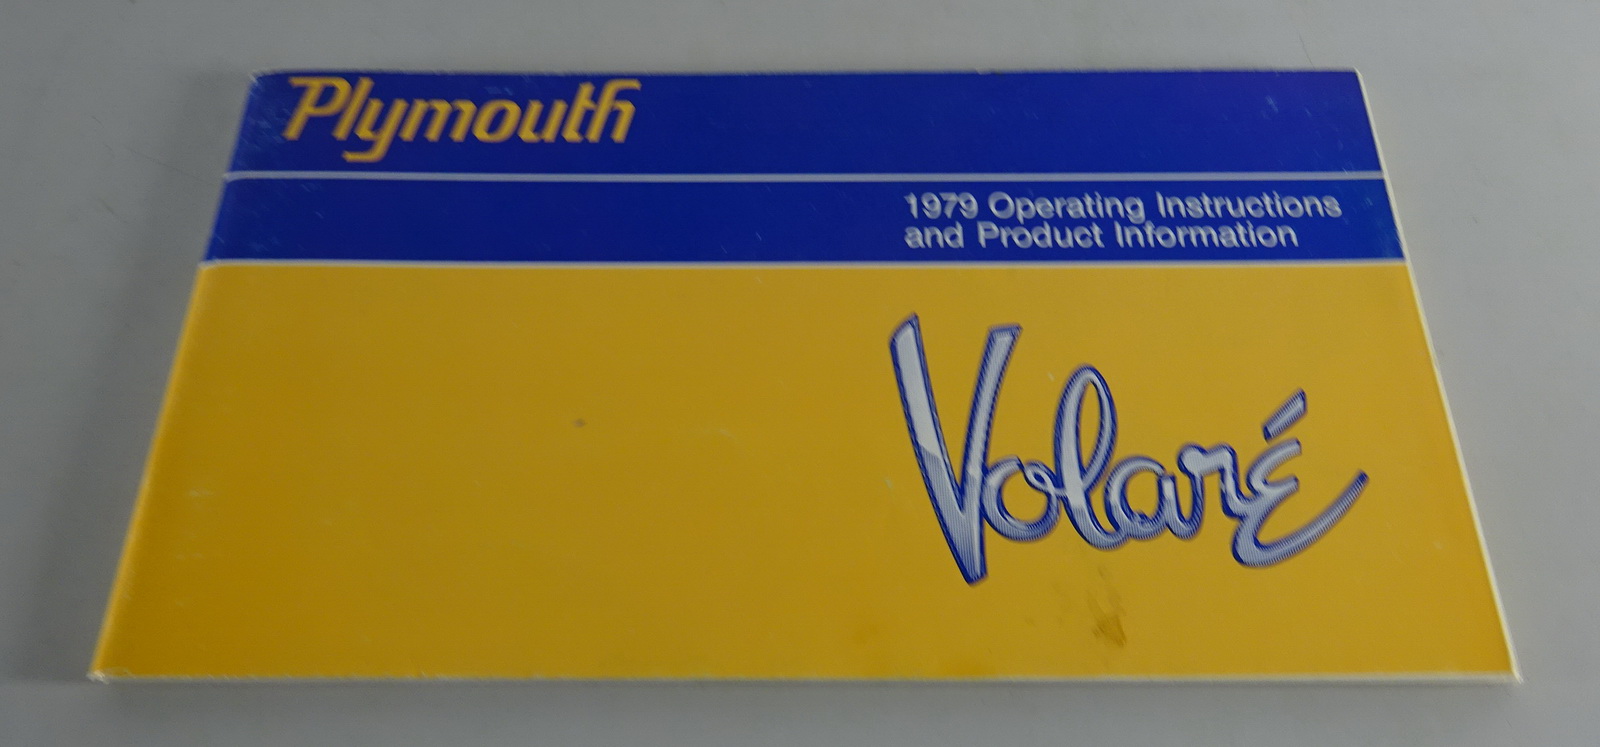 Plymouth
1979 Operating Instructions
and Product Information
Volaré